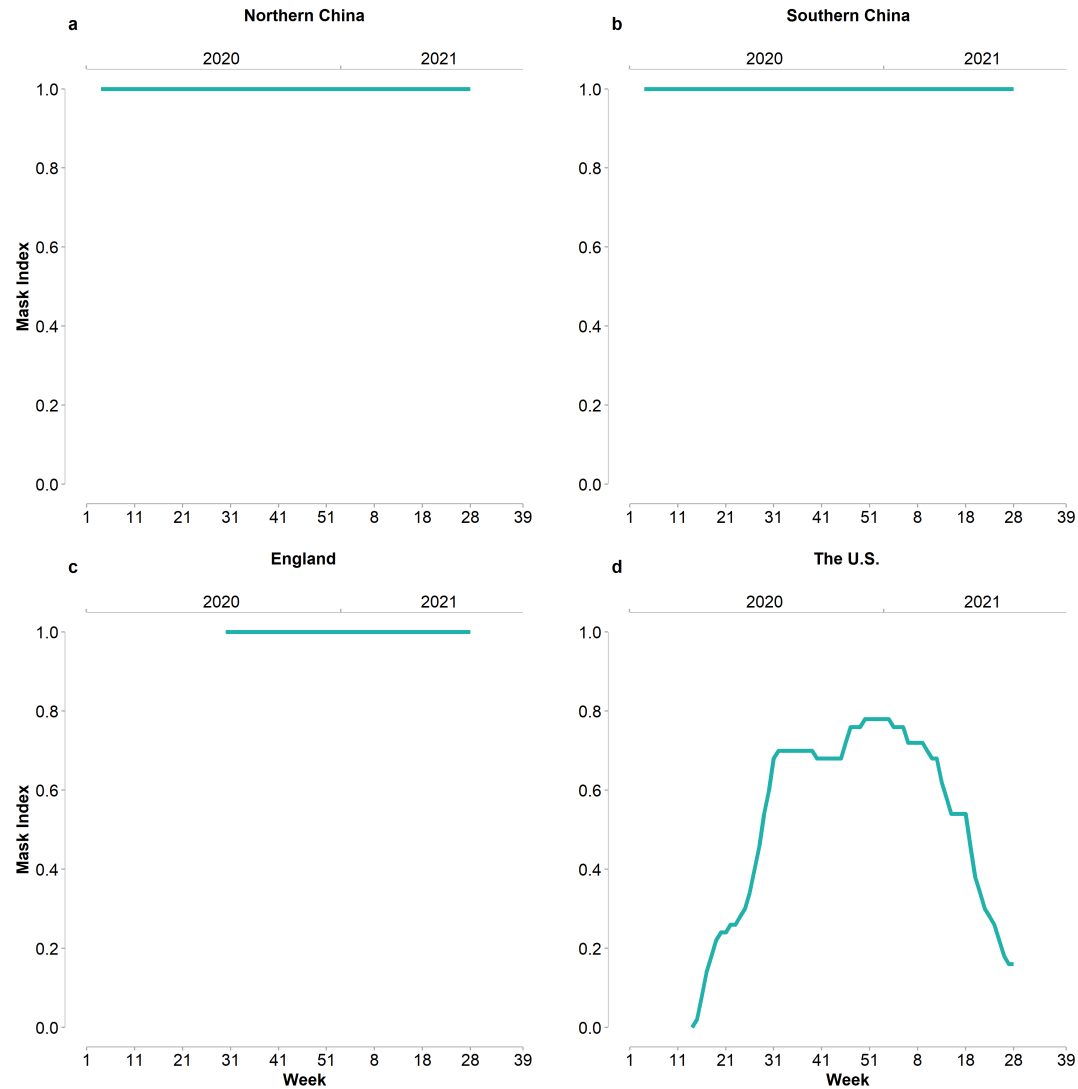 a Northern China
2020 2021
1.0
0.8
0.6
0.4
0.2
0.0
Mask Index
1 11 21 31 41 51 8 18 28 39
b Southern China
2020 2021
1.0
0.8
0.6
0.4
0.2
0.0
1 11 21 31 41 51 8 18 28 39
c England
2020 2021
1.0
0.8
0.6
0.4
0.2
0.0
Mask Index
1 11 21 31 41 51 8 18 28 39
Week
d The U.S.
2020 2021
1.0
0.8
0.6
0.4
0.2
0.0
1 11 21 31 41 51 8 18 28 39
Week